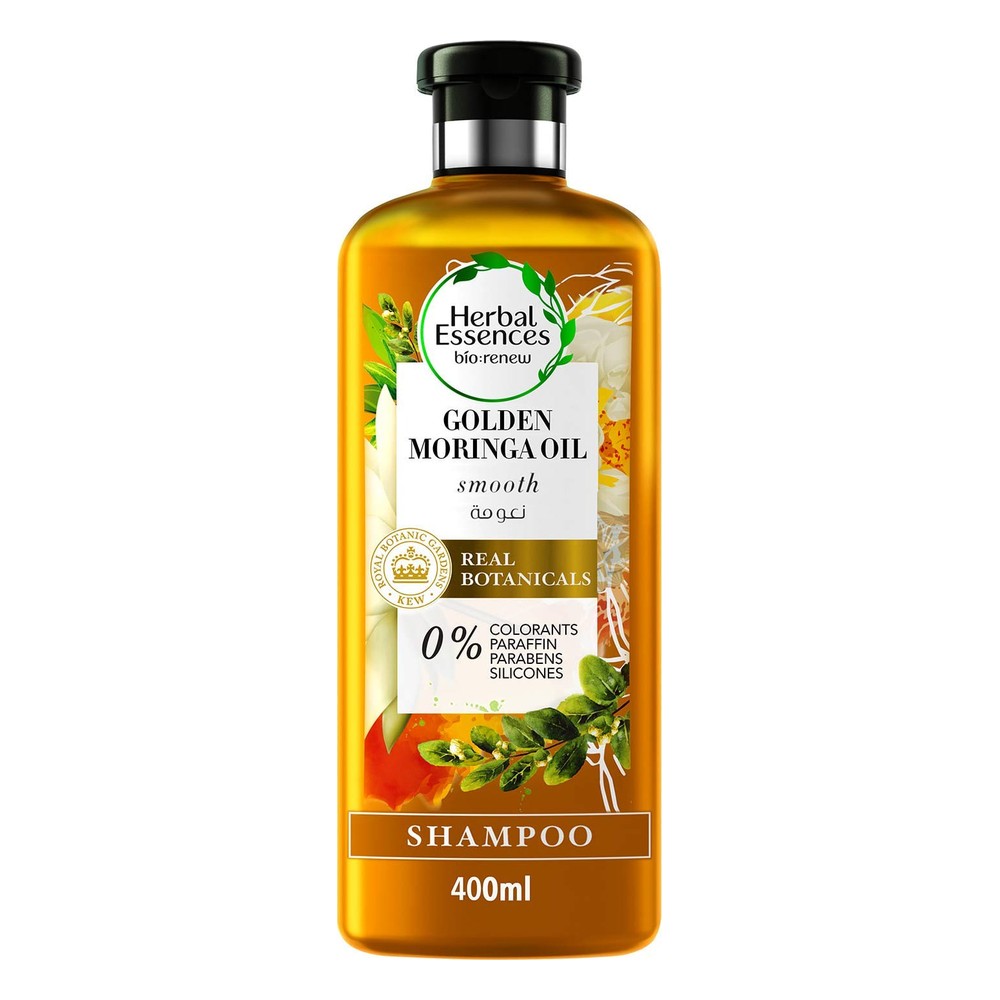 Herbal
Essences
bío:renew
GOLDEN
MORINGA OIL
smooth
نعومة
ROYAL BOTANIC GARDENS
· KEW ·
REAL
BOTANICALS
0%
COLORANTS
PARAFFIN
PARABENS
SILICONES
SHAMPOO
400ml